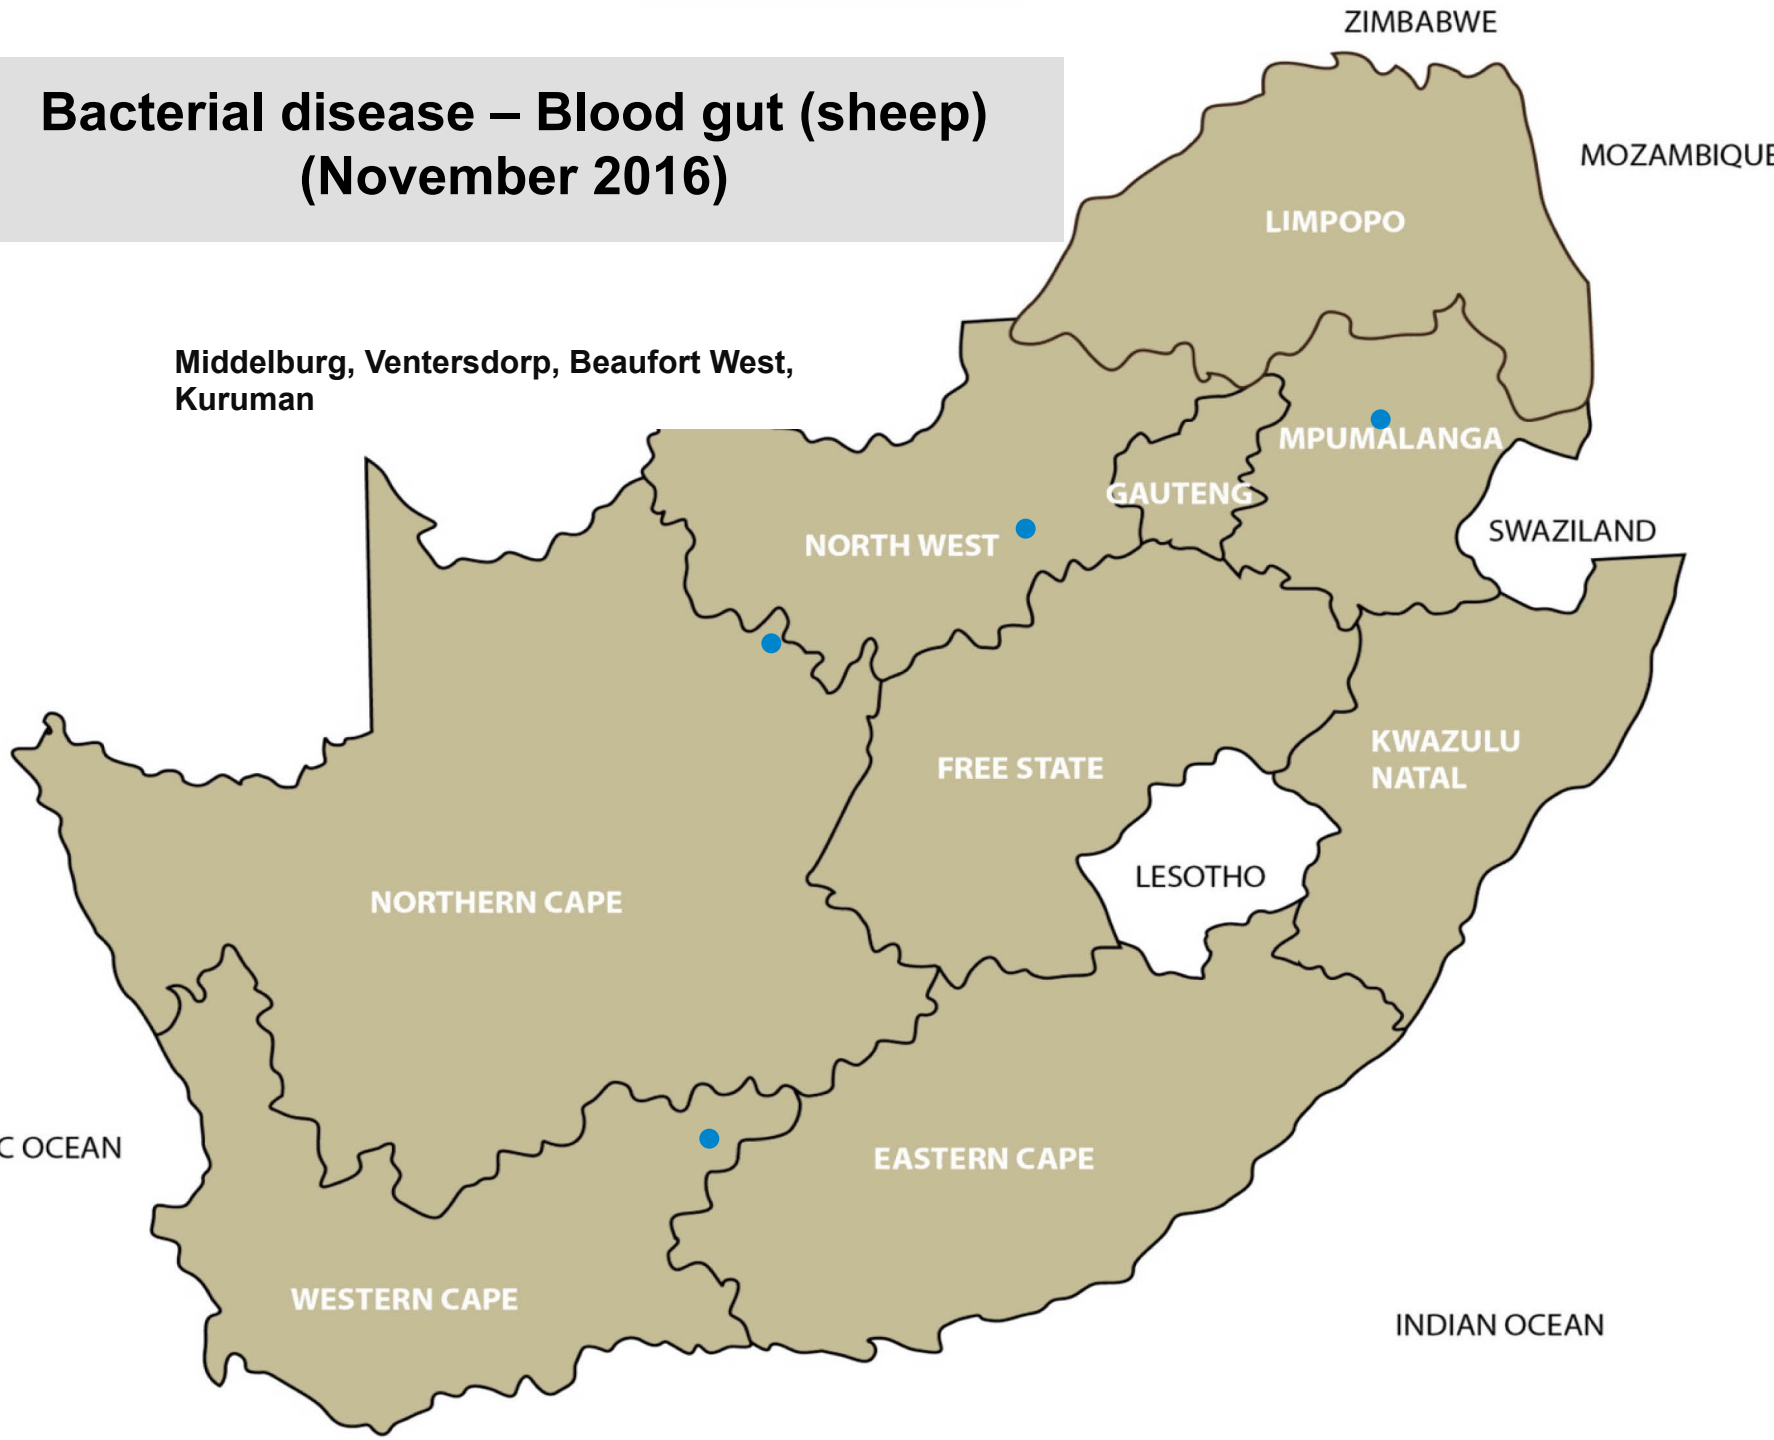 ZIMBABWE
Bacterial disease – Blood gut (sheep)
(November 2016)
MOZAMBIQUE
LIMPOPO
Middelburg, Ventersdorp, Beaufort West,
Kuruman
MPUMALANGA
GAUTENG
SWAZILAND
NORTH WEST
KWAZULU
NATAL
FREE STATE
LESOTHO
NORTHERN CAPE
C OCEAN
EASTERN CAPE
WESTERN CAPE
INDIAN OCEAN